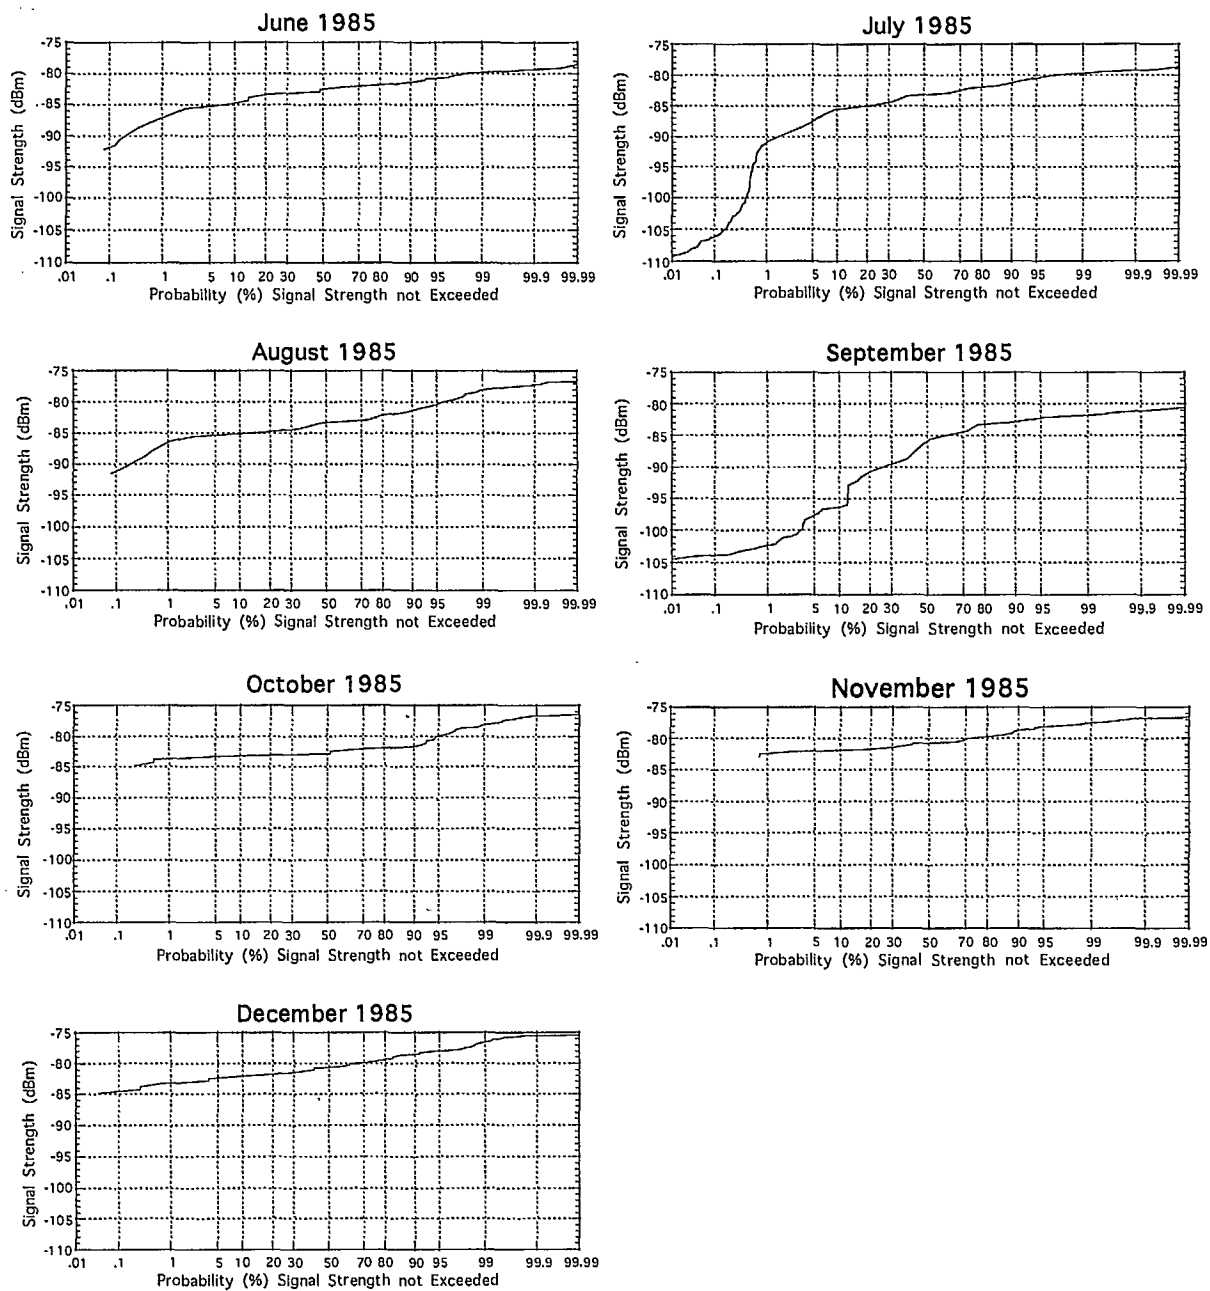 June 1985
Signal Strength (dBm)
-75
-80
-85
-90
-95
-100
-105
-110
.01 .1 1 5 10 20 30 50 70 80 90 95 99 99.9 99.99
Probability (%) Signal Strength not Exceeded
July 1985
Signal Strength (dBm)
-75
-80
-85
-90
-95
-100
-105
-110
.01 .1 1 5 10 20 30 50 70 80 90 95 99 99.9 99.99
Probability (%) Signal Strength not Exceeded
August 1985
Signal Strength (dBm)
-75
-80
-85
-90
-95
-100
-105
-110
.01 .1 1 5 10 20 30 50 70 80 90 95 99 99.9 99.99
Probability (%) Signal Strength not Exceeded
September 1985
Signal Strength (dBm)
-75
-80
-85
-90
-95
-100
-105
-110
.01 .1 1 5 10 20 30 50 70 80 90 95 99 99.9 99.99
Probability (%) Signal Strength not Exceeded
October 1985
Signal Strength (dBm)
-75
-80
-85
-90
-95
-100
-105
-110
.01 .1 1 5 10 20 30 50 70 80 90 95 99 99.9 99.99
Probability (%) Signal Strength not Exceeded
November 1985
Signal Strength (dBm)
-75
-80
-85
-90
-95
-100
-105
-110
.01 .1 1 5 10 20 30 50 70 80 90 95 99 99.9 99.99
Probability (%) Signal Strength not Exceeded
December 1985
Signal Strength (dBm)
-75
-80
-85
-90
-95
-100
-105
-110
.01 .1 1 5 10 20 30 50 70 80 90 95 99 99.9 99.99
Probability (%) Signal Strength not Exceeded